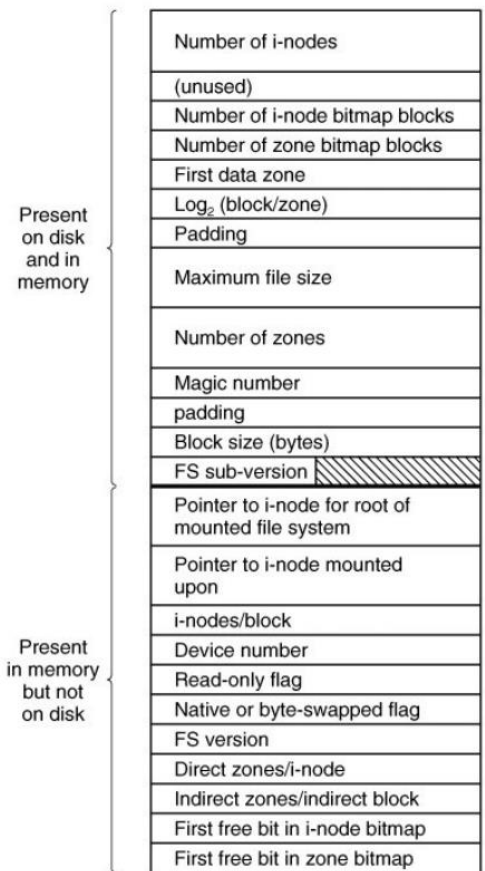 Number of i-nodes
(unused)
Number of i-node bitmap blocks
Number of zone bitmap blocks
First data zone
Log₂ (block/zone)
Padding
Present
on disk
and in
memory
Maximum file size
Number of zones
Magic number
padding
Block size (bytes)
FS sub-version
Pointer to i-node for root of
mounted file system
Pointer to i-node mounted
upon
i-nodes/block
Device number
Present
in memory
but not
on disk
Read-only flag
Native or byte-swapped flag
FS version
Direct zones/i-node
Indirect zones/indirect block
First free bit in i-node bitmap
First free bit in zone bitmap